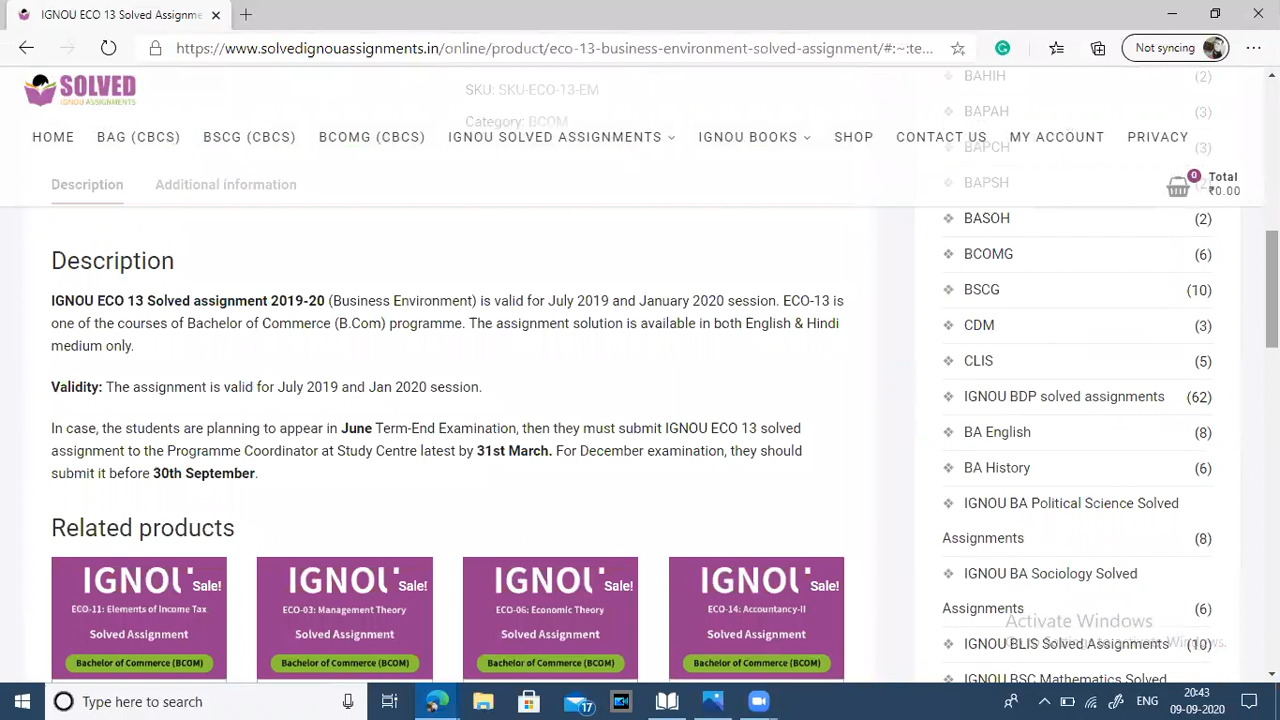 IGNOU ECO 13 Solved Assignment
https://www.solvedignouassignments.in/online/product/eco-13-business-environment-solved-assignment/#:~:te...
Not syncing
SOLVED
IGNOU ASSIGNMENTS
SKU: SKU-ECO-13-EM
Category: BCOM
HOME BAG (CBCS) BSCG (CBCS) BCOMG (CBCS) IGNOU SOLVED ASSIGNMENTS IGNOU BOOKS SHOP CONTACT US MY ACCOUNT PRIVACY
Description Additional information
0 Total
₹0.00
Description
IGNOU ECO 13 Solved assignment 2019-20 (Business Environment) is valid for July 2019 and January 2020 session. ECO-13 is
one of the courses of Bachelor of Commerce (B.Com) programme. The assignment solution is available in both English & Hindi
medium only.
Validity: The assignment is valid for July 2019 and Jan 2020 session.
In case, the students are planning to appear in June Term-End Examination, then they must submit IGNOU ECO 13 solved
assignment to the Programme Coordinator at Study Centre latest by 31st March. For December examination, they should
submit it before 30th September.
Related products
IGNOU Sale!
ECO-11: Elements of Income Tax
Solved Assignment
Bachelor of Commerce (BCOM)
IGNOU Sale!
ECO-03: Management Theory
Solved Assignment
Bachelor of Commerce (BCOM)
IGNOU Sale!
ECO-06: Economic Theory
Solved Assignment
Bachelor of Commerce (BCOM)
IGNOU Sale!
ECO-14: Accountancy-II
Solved Assignment
Bachelor of Commerce (BCOM)
BAHIH (2)
BAPAH (3)
BAPCH (3)
BAPSH
BASOH (2)
BCOMG (6)
BSCG (10)
CDM (3)
CLIS (5)
IGNOU BDP solved assignments (62)
BA English (8)
BA History (6)
IGNOU BA Political Science Solved
Assignments (8)
IGNOU BA Sociology Solved
Assignments (6)
IGNOU BLIS Solved Assignments (10)
IGNOU BSC Mathematics Solved
Activate Windows
Type here to search
17
ENG
20:43
09-09-2020